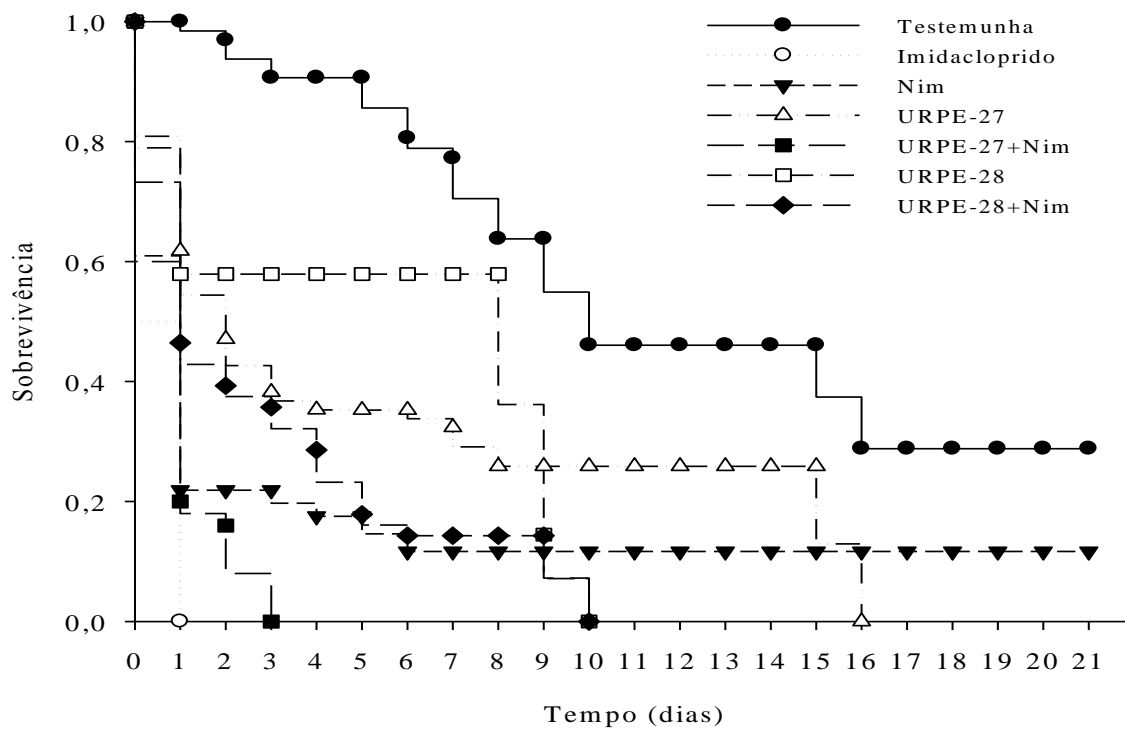 Testemunha
Imidacloprido
Nim
URPE-27
URPE-27+Nim
URPE-28
URPE-28+Nim
Sobrevivência
1,0
0,8
0,6
0,4
0,2
0,0
0 1 2 3 4 5 6 7 8 9 10 11 12 13 14 15 16 17 18 19 20 21
Tempo (dias)